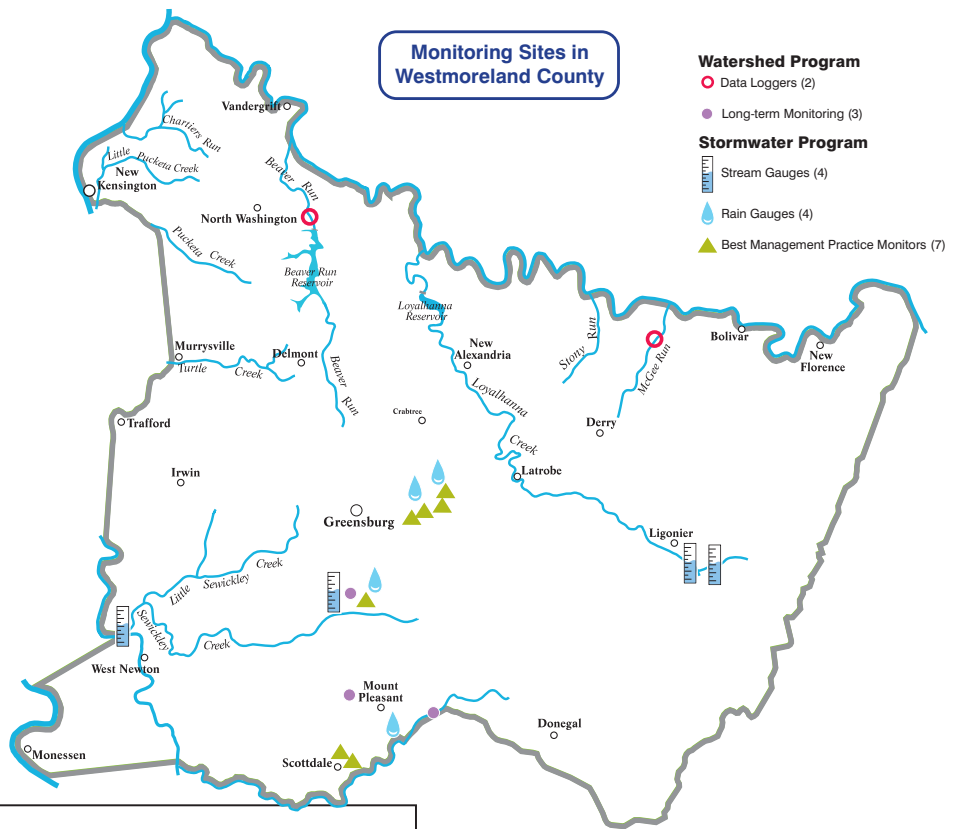 Monitoring Sites in
Westmoreland County
Watershed Program
Data Loggers (2)
Long-term Monitoring (3)
Stormwater Program
Stream Gauges (4)
Rain Gauges (4)
Best Management Practice Monitors (7)
Vandergrift
Chartiers Run
Little Pucketa Creek
New
Kensington
Beaver Run
North Washington
Pucketa Creek
Beaver Run
Reservoir
Loyalhanna
Reservoir
Stony Run
McGee Run
Bolivar
New
Florence
Murrysville
Turtle Creek
Delmont
Beaver Run
New
Alexandria
Loyalhanna
Creek
Crabtree
Derry
Trafford
Irwin
Latrobe
Greensburg
Ligonier
Little Sewickley Creek
Sewickley
Creek
West Newton
Mount
Pleasant
Donegal
Monessen
Scottdale